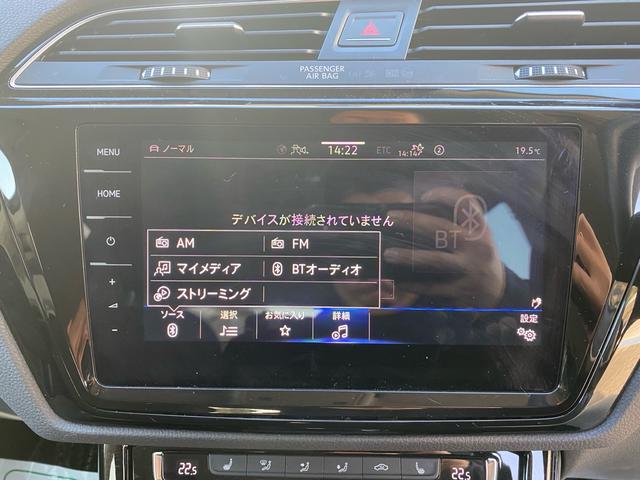 PASSENGER
AIR BAG
MENU
HOME
ノーマル
14:22
ETC
14:14
2
19.5℃
デバイスが接続されていません
BT
AM
FM
マイメディア
BTオーディオ
ストリーミング
ソース
選択
お気に入り
詳細
設定
22.5
22.5